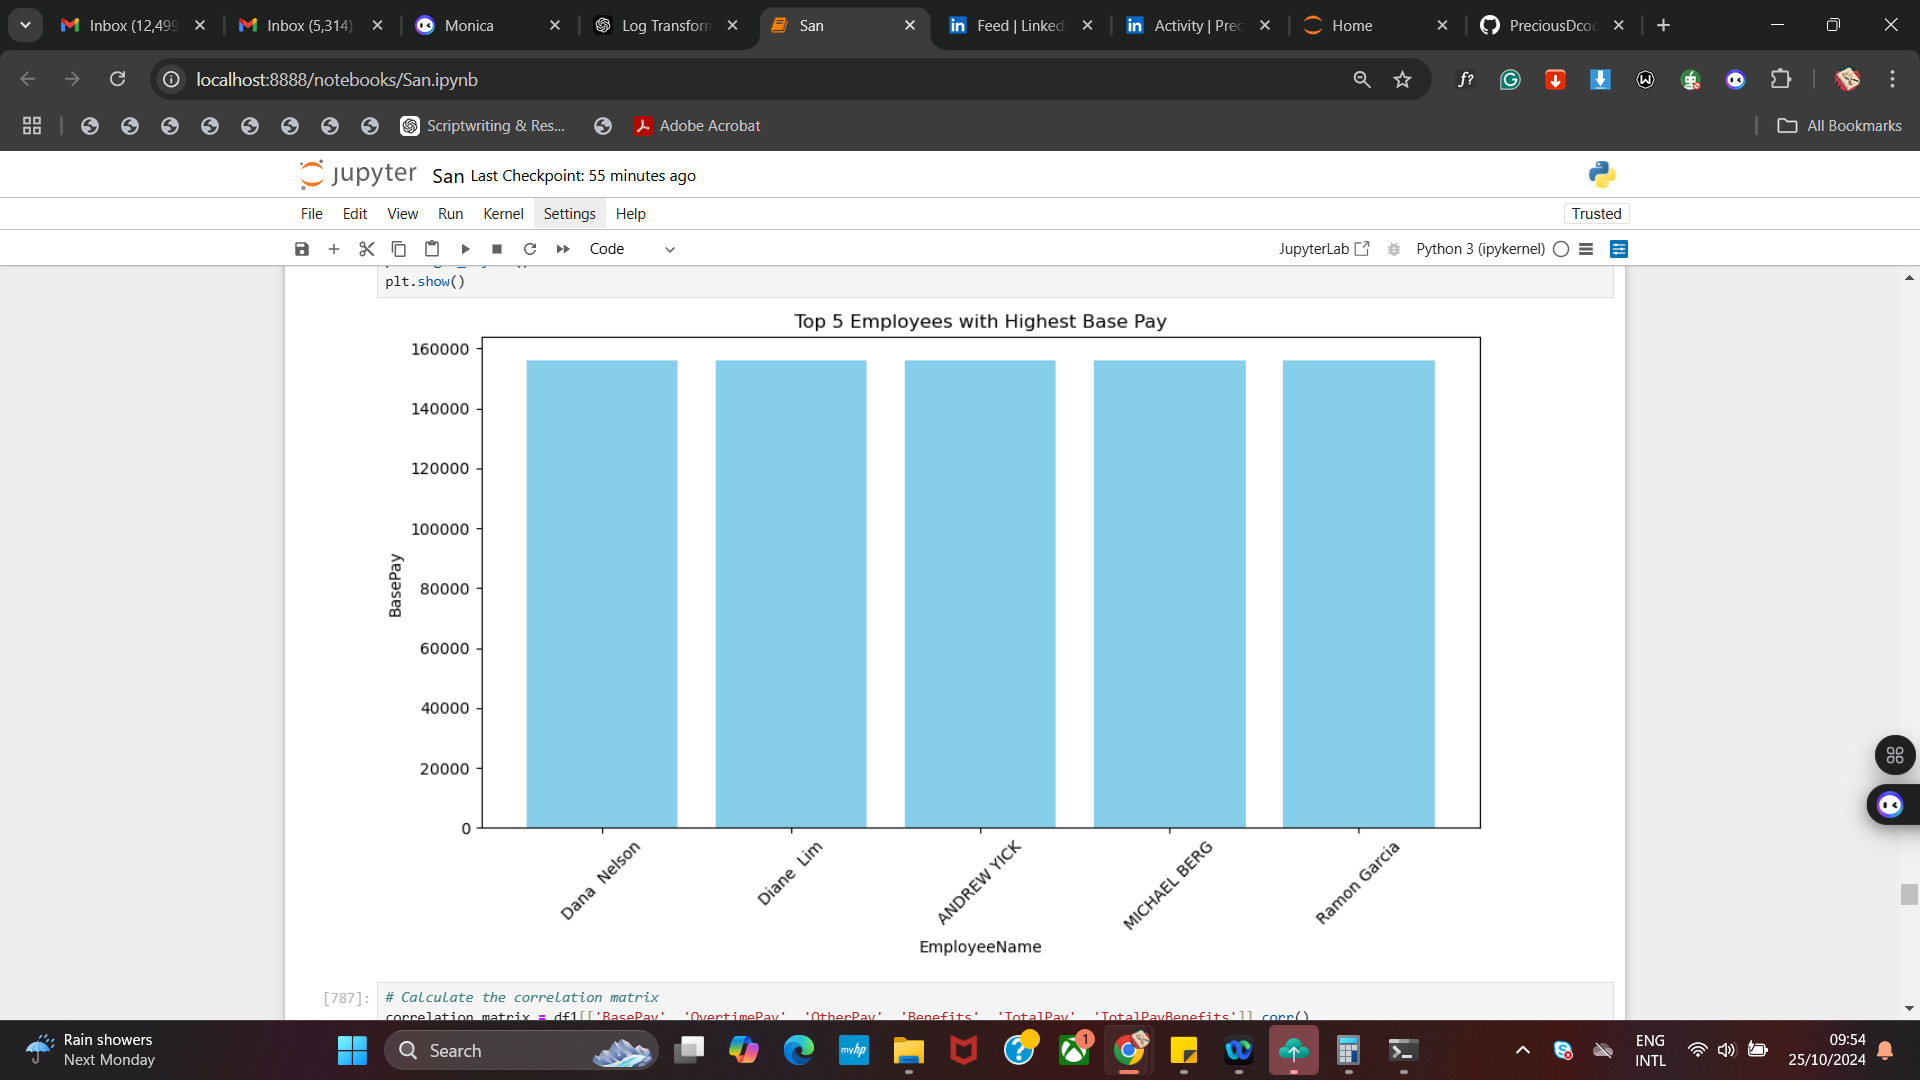 Inbox (12,499
Inbox (5,314)
Monica
Log Transform
San
Feed | Linked
Activity | Prec
Home
PreciousDcod
localhost:8888/notebooks/San.ipynb
f?
Scriptwriting & Res...
Adobe Acrobat
All Bookmarks
jupyter San Last Checkpoint: 55 minutes ago
File Edit View Run Kernel Settings Help
Trusted
Code
JupyterLab
Python 3 (ipykernel)
plt.show()
Top 5 Employees with Highest Base Pay
160000
140000
120000
100000
80000
60000
40000
20000
0
BasePay
Dana  Nelson
Diane  Lim
ANDREW YICK
MICHAEL BERG
Ramon Garcia
EmployeeName
[787]:
# Calculate the correlation matrix
correlation_matrix = df1[['BasePay', 'OvertimePay', 'OtherPay', 'Benefits', 'TotalPay', 'TotalPayBenefits']].corr()
Rain showers
Next Monday
Search
myhp
1
ENG
INTL
09:54
25/10/2024